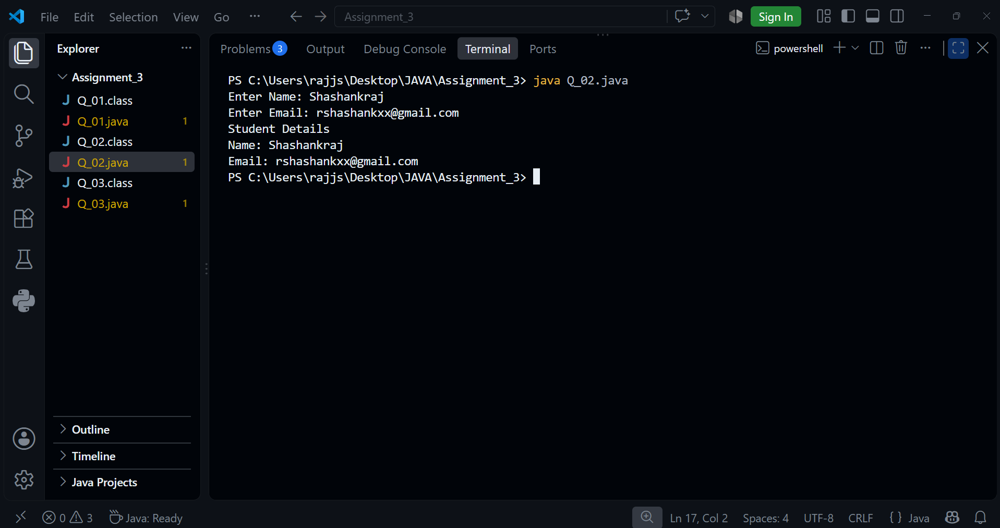 File Edit Selection View Go ··· Assignment_3 Sign In
Explorer ···
Assignment_3
Q_01.class
Q_01.java 1
Q_02.class
Q_02.java 1
Q_03.class
Q_03.java 1
Outline
Timeline
Java Projects
Problems 3 Output Debug Console Terminal Ports powershell
PS C:\Users\rajjs\Desktop\JAVA\Assignment_3> java Q_02.java
Enter Name: Shashankraj
Enter Email: rshashankxx@gmail.com
Student Details
Name: Shashankraj
Email: rshashankxx@gmail.com
PS C:\Users\rajjs\Desktop\JAVA\Assignment_3>
0 3 Java: Ready Ln 17, Col 2 Spaces: 4 UTF-8 CRLF {} Java